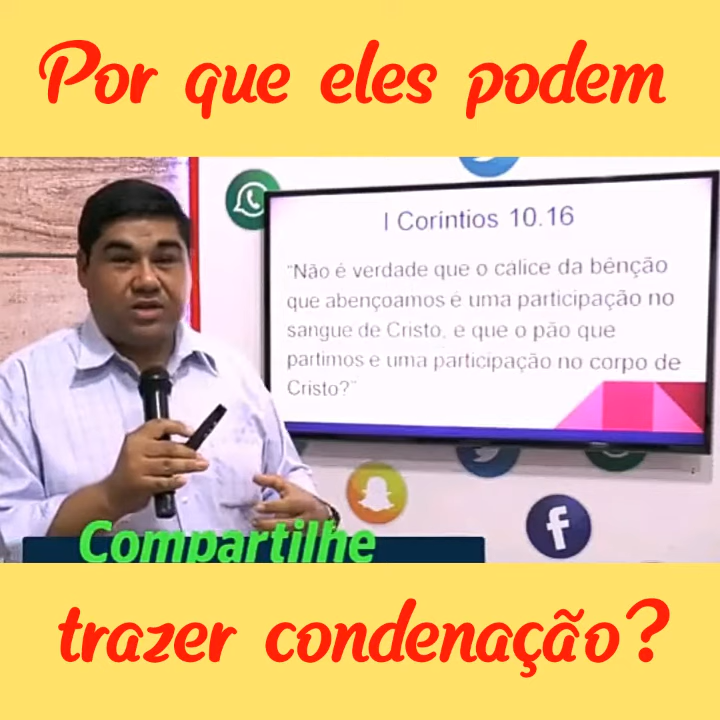 Por que eles podem
I Coríntios 10.16
"Não é verdade que o cálice da bênção
que abençoamos é uma participação no
sangue de Cristo, e que o pão que
partimos é uma participação no corpo de
Cristo?"
Compartilhe
trazer condenação?